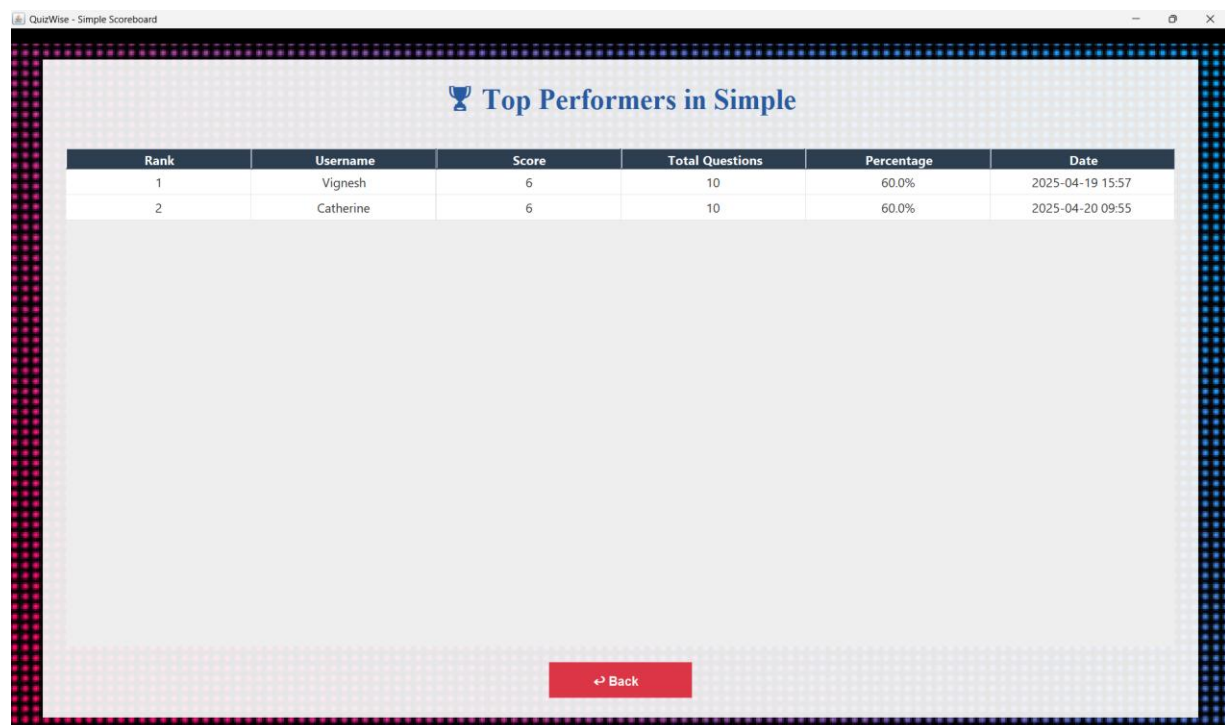 QuizWise - Simple Scoreboard
Top Performers in Simple
Rank Username Score Total Questions Percentage Date
1 Vignesh 6 10 60.0% 2025-04-19 15:57
2 Catherine 6 10 60.0% 2025-04-20 09:55
Back